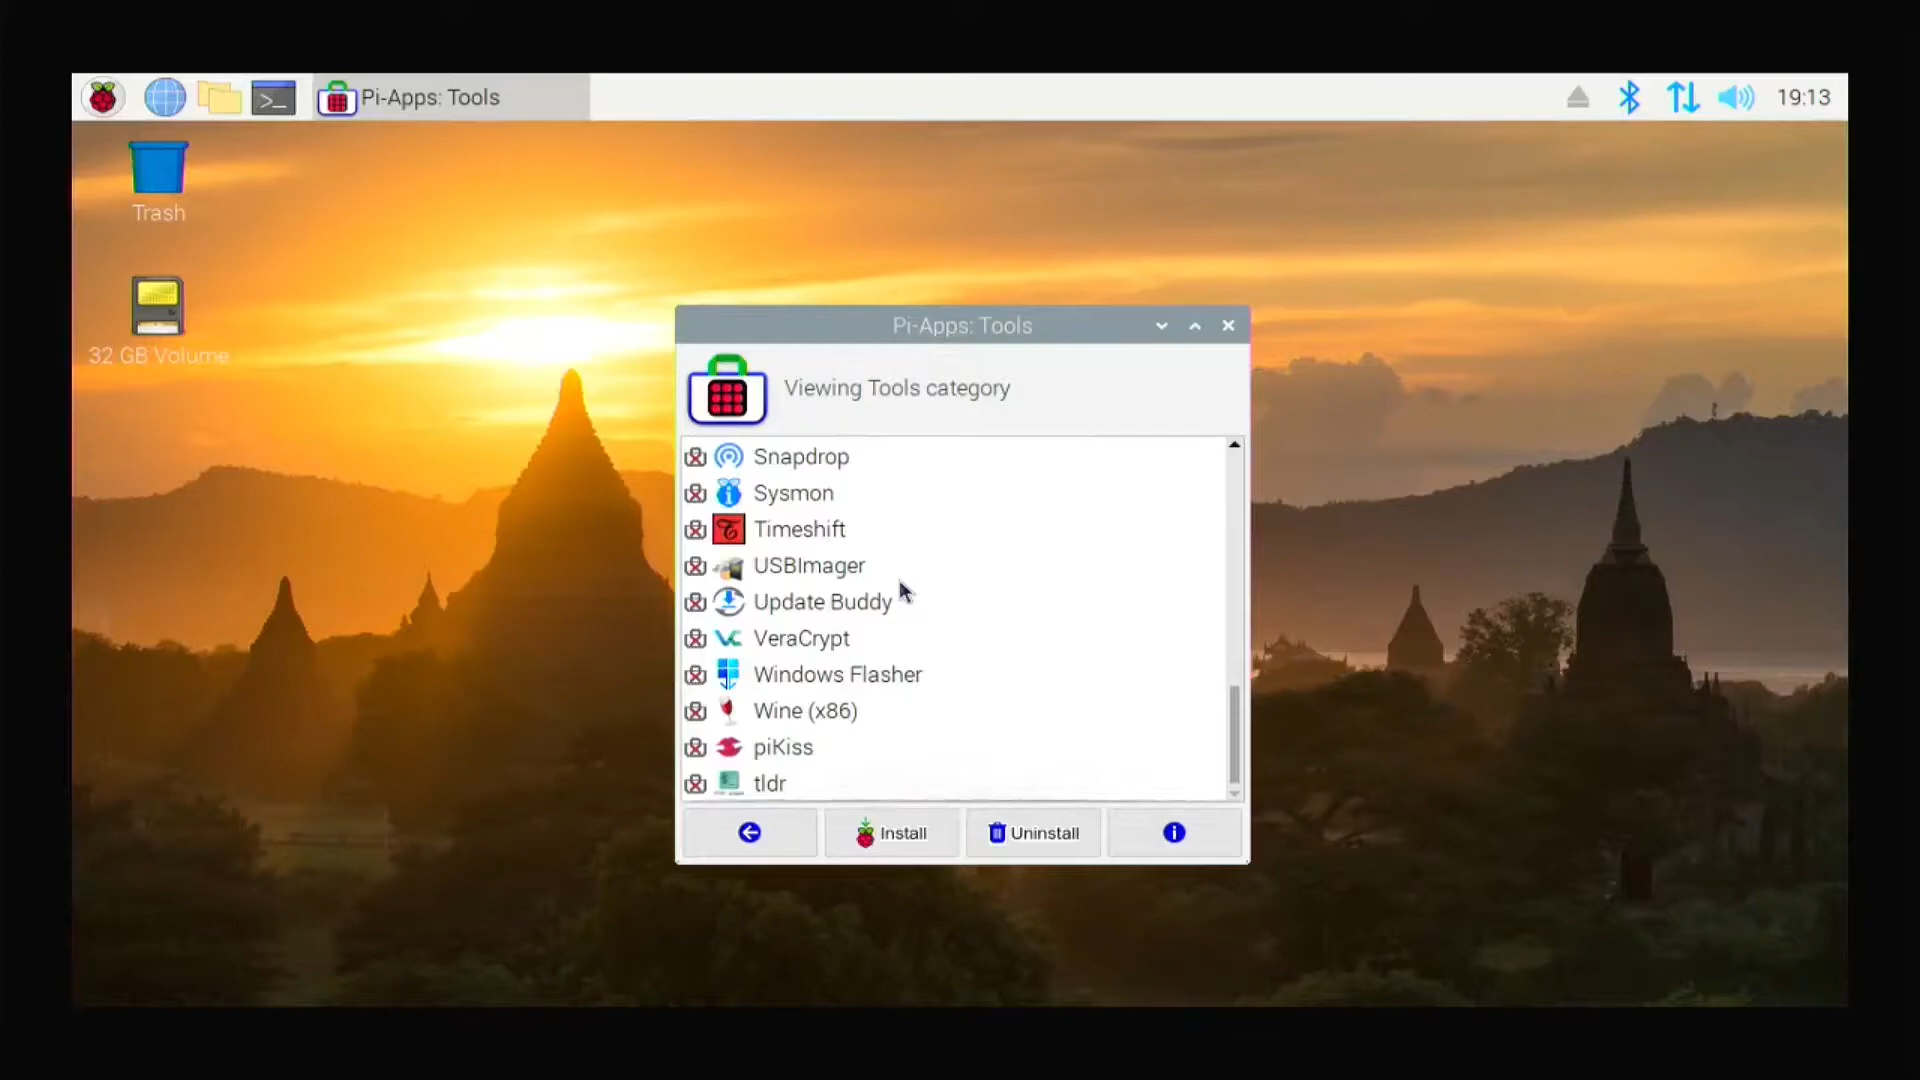 Pi-Apps: Tools
19:13
Trash
32 GB Volume
Pi-Apps: Tools
Viewing Tools category
Snapdrop
Sysmon
Timeshift
USBImager
Update Buddy
VeraCrypt
Windows Flasher
Wine (x86)
piKiss
tldr
Install
Uninstall